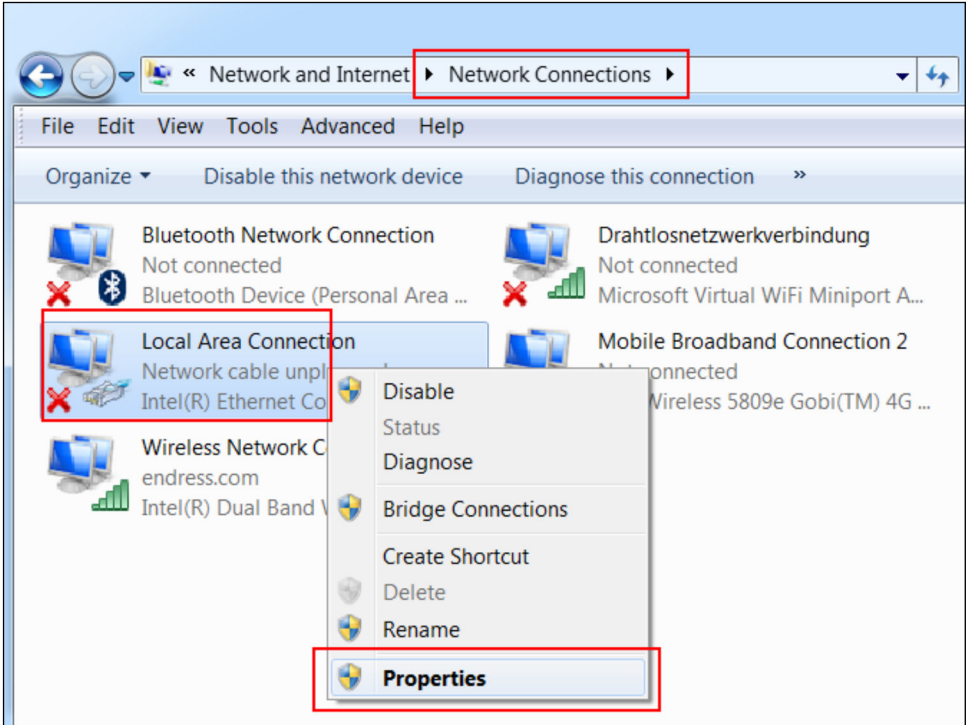 « Network and Internet ▸ Network Connections ▸
File Edit View Tools Advanced Help
Organize Disable this network device Diagnose this connection »
Bluetooth Network Connection
Not connected
Bluetooth Device (Personal Area ...
Drahtlosnetzwerkverbindung
Not connected
Microsoft Virtual WiFi Miniport A...
Local Area Connection
Network cable
Intel(R) Ethernet
Mobile Broadband Connection 2
connected
Wireless 5809e Gobi(TM) 4G ...
Wireless Network
endress.com
Intel(R) Dual Band
Disable
Status
Diagnose
Bridge Connections
Create Shortcut
Delete
Rename
Properties